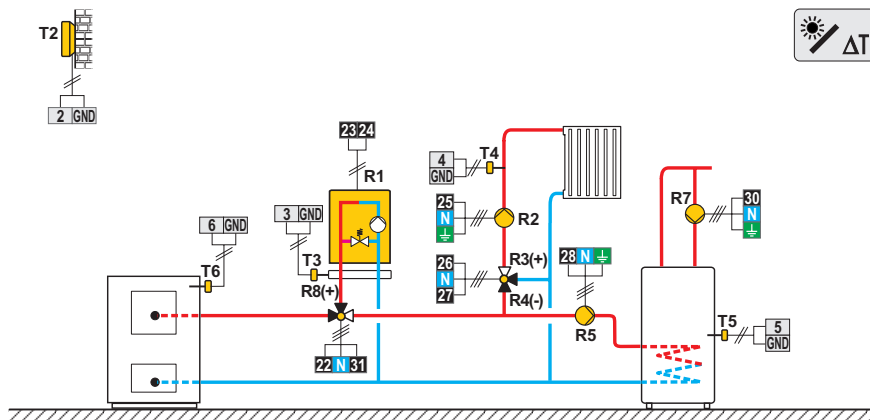 T2
ΔT
2 GND
23 24
R1
4
GND
T4
R7
30
N
6 GND
3 GND
25
N
R2
T6
T3
26
N
27
R3(+)
28 N
R8(+)
R4(-)
R5
T5
5
GND
22 N 31